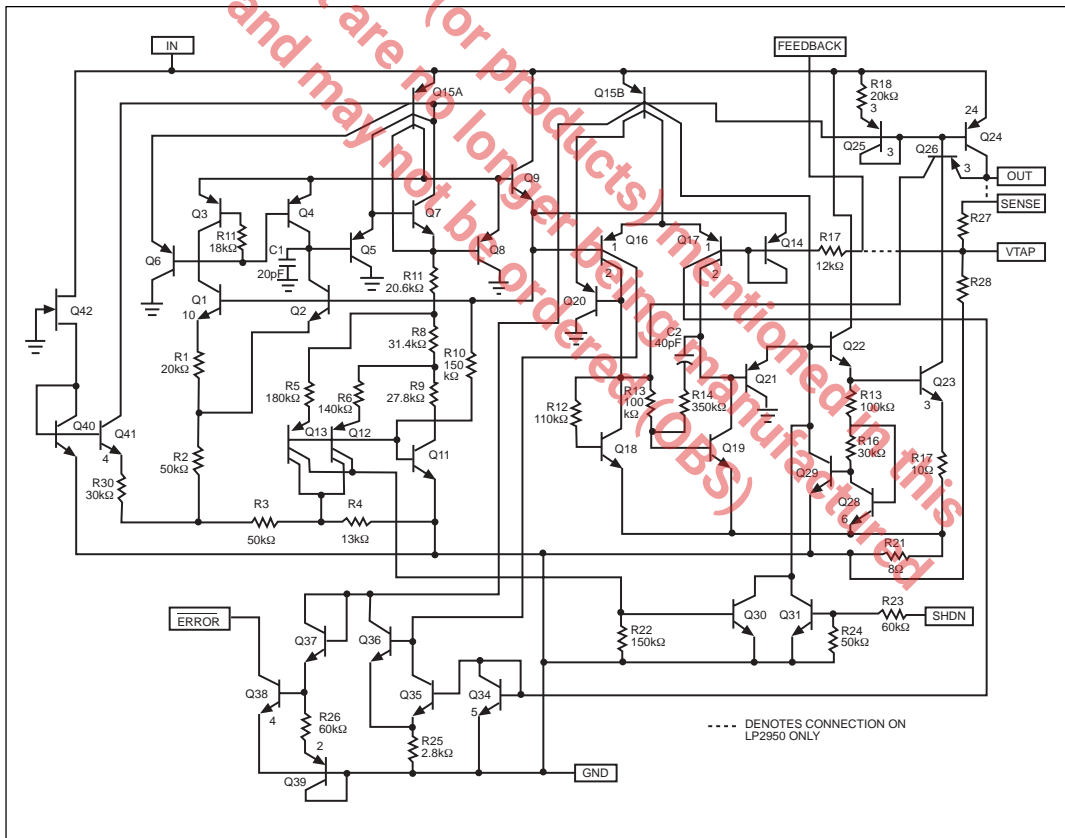 IN
FEEDBACK
(or products) mentioned in this
are no longer being manufactured
and may not be ordered (OBS)
Q15A
Q15B
R18
20kΩ
3
24
Q25
3
Q24
Q26
3
OUT
SENSE
Q9
Q3
Q4
Q7
R11
18kΩ
C1
20pF
Q6
Q5
Q8
Q16
1
2
Q17
1
2
Q14
R17
12kΩ
R27
VTAP
R28
Q42
Q1
10
Q2
R11
20.6kΩ
Q20
R1
20kΩ
R8
31.4kΩ
R10
150
kΩ
C2
40pF
Q22
R5
180kΩ
R6
140kΩ
R9
27.8kΩ
R12
110kΩ
R13
100
kΩ
R14
350kΩ
Q21
R13
100kΩ
Q23
3
Q40
Q41
4
Q13
Q12
Q11
Q18
Q19
R16
30kΩ
R17
10Ω
R30
30kΩ
R2
50kΩ
Q29
Q28
6
R3
50kΩ
R4
13kΩ
R21
8Ω
ERROR
Q37
Q36
Q30
Q31
R23
60kΩ
SHDN
R22
150kΩ
R24
50kΩ
Q38
4
Q35
Q34
5
R26
60kΩ
2
Q39
R25
2.8kΩ
GND
DENOTES CONNECTION ON
LP2950 ONLY